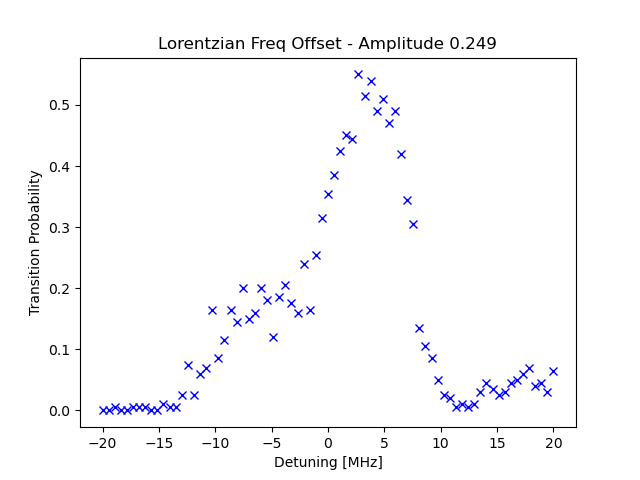 Lorentzian Freq Offset - Amplitude 0.249
Transition Probability
0.5
0.4
0.3
0.2
0.1
0.0
−20 −15 −10 −5 0 5 10 15 20
Detuning [MHz]